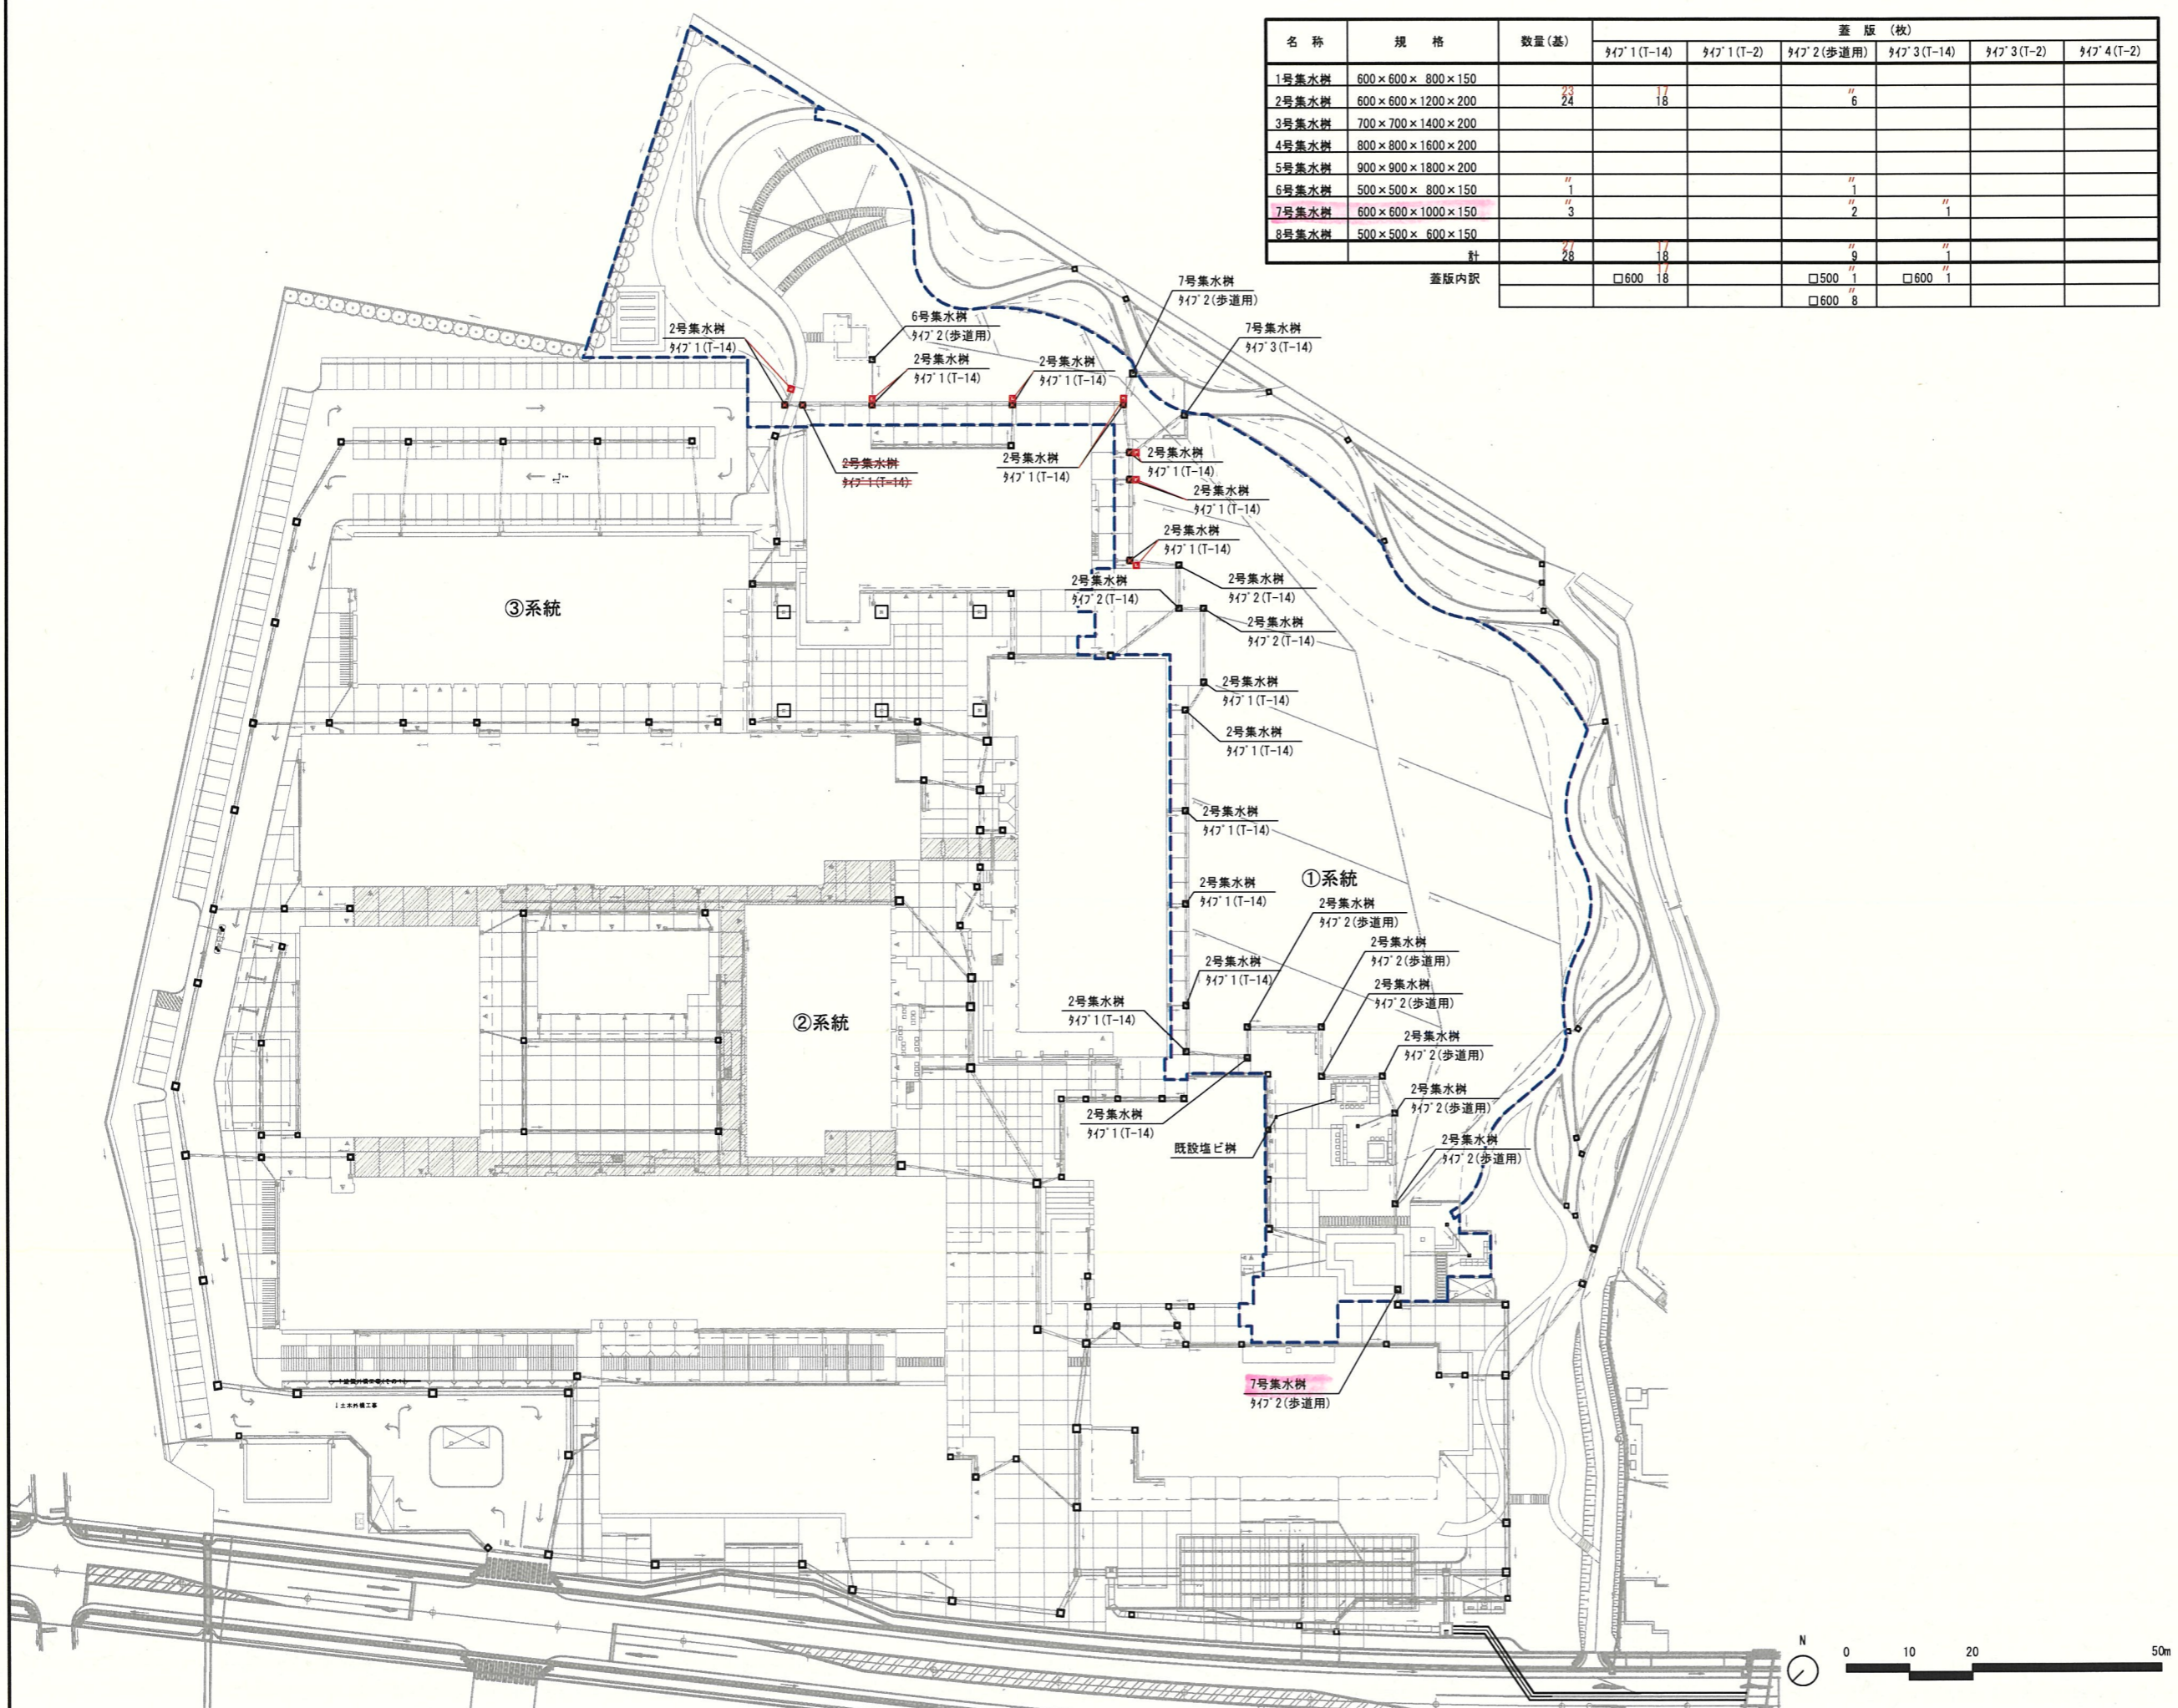 名 称 規 格 数量(基) 蓋 版 (枚)
ﾀｲﾌﾟ1(T-14) ﾀｲﾌﾟ1(T-2) ﾀｲﾌﾟ2(歩道用) ﾀｲﾌﾟ3(T-14) ﾀｲﾌﾟ3(T-2) ﾀｲﾌﾟ4(T-2)
1号集水桝 600×600× 800×150
23 17 〃
2号集水桝 600×600×1200×200 24 18 6
3号集水桝 700×700×1400×200
4号集水桝 800×800×1600×200
5号集水桝 900×900×1800×200
〃 〃
6号集水桝 500×500× 800×150 1 1
〃 〃 〃
7号集水桝 600×600×1000×150 3 2 1
8号集水桝 500×500× 600×150
27 17 〃 〃
計 28 18 9 1
17 〃 〃
蓋版内訳 □600 18 □500 1 □600 1
〃
□600 8
7号集水桝
ﾀｲﾌﾟ2(歩道用)
6号集水桝
ﾀｲﾌﾟ2(歩道用)
7号集水桝
ﾀｲﾌﾟ3(T-14)
2号集水桝
ﾀｲﾌﾟ1(T-14)
2号集水桝
ﾀｲﾌﾟ1(T-14)
2号集水桝
ﾀｲﾌﾟ1(T-14)
2号集水桝
ﾀｲﾌﾟ1(T-14)
2号集水桝
ﾀｲﾌﾟ1(T-14)
2号集水桝
ﾀｲﾌﾟ1(T-14)
2号集水桝
ﾀｲﾌﾟ1(T-14)
2号集水桝
ﾀｲﾌﾟ1(T-14)
2号集水桝
ﾀｲﾌﾟ2(T-14)
2号集水桝
ﾀｲﾌﾟ2(T-14)
③系統
2号集水桝
ﾀｲﾌﾟ2(T-14)
2号集水桝
ﾀｲﾌﾟ1(T-14)
2号集水桝
ﾀｲﾌﾟ1(T-14)
2号集水桝
ﾀｲﾌﾟ1(T-14)
①系統
2号集水桝
ﾀｲﾌﾟ1(T-14)
2号集水桝
ﾀｲﾌﾟ2(歩道用)
2号集水桝
ﾀｲﾌﾟ2(歩道用)
2号集水桝
ﾀｲﾌﾟ1(T-14)
2号集水桝
ﾀｲﾌﾟ2(歩道用)
2号集水桝
ﾀｲﾌﾟ1(T-14)
②系統
2号集水桝
ﾀｲﾌﾟ2(歩道用)
2号集水桝
ﾀｲﾌﾟ2(歩道用)
2号集水桝
ﾀｲﾌﾟ1(T-14)
2号集水桝
ﾀｲﾌﾟ2(歩道用)
既設塩ビ桝
7号集水桝
ﾀｲﾌﾟ2(歩道用)
↓土木外構工事
N
0 10 20 50m